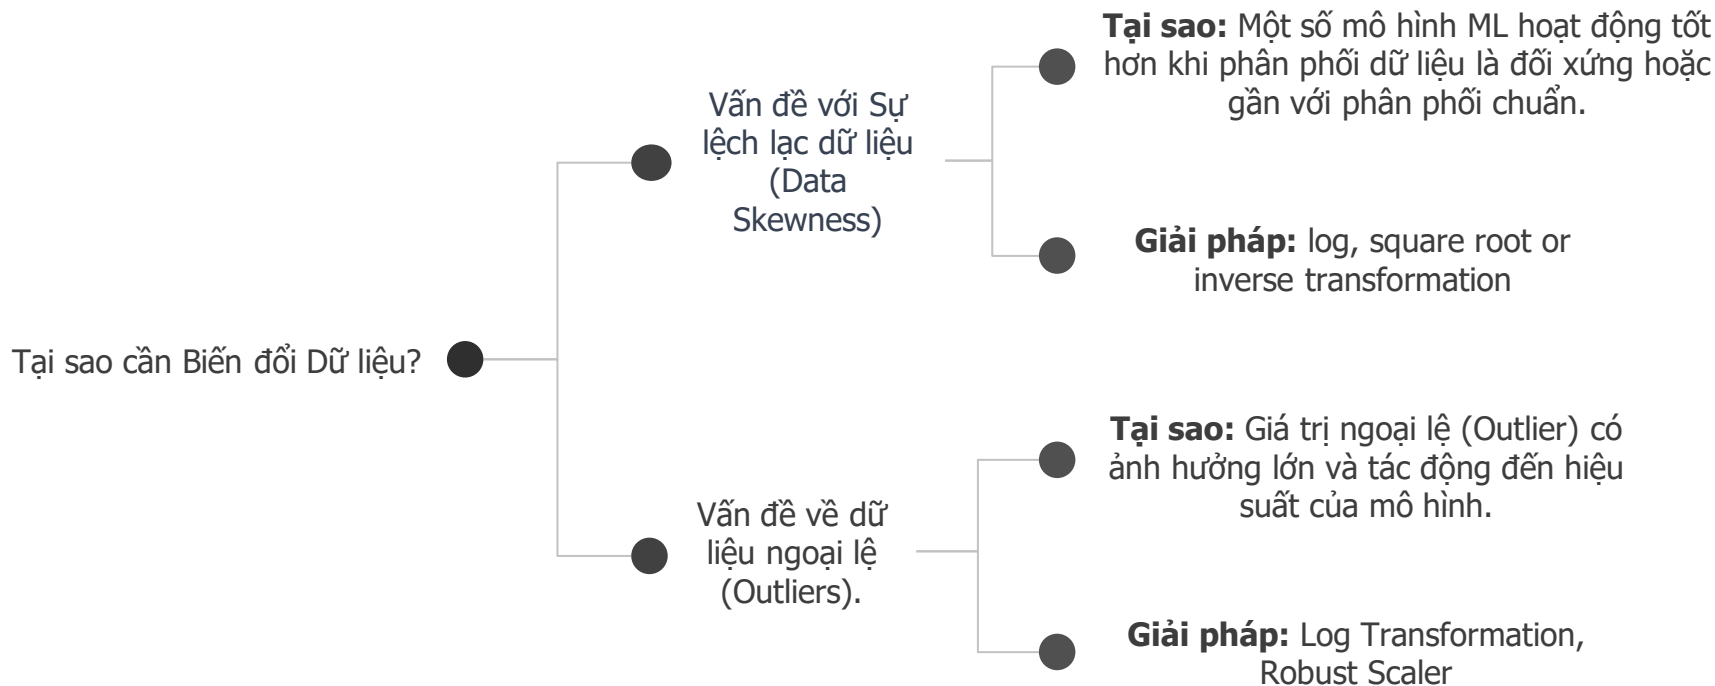 Tại sao cần Biến đổi Dữ liệu?
Vấn đề với Sự
lệch lạc dữ liệu
(Data
Skewness)
Tại sao: Một số mô hình ML hoạt động tốt
hơn khi phân phối dữ liệu là đối xứng hoặc
gần với phân phối chuẩn.
Giải pháp: log, square root or
inverse transformation
Vấn đề về dữ
liệu ngoại lệ
(Outliers).
Tại sao: Giá trị ngoại lệ (Outlier) có
ảnh hưởng lớn và tác động đến hiệu
suất của mô hình.
Giải pháp: Log Transformation,
Robust Scaler